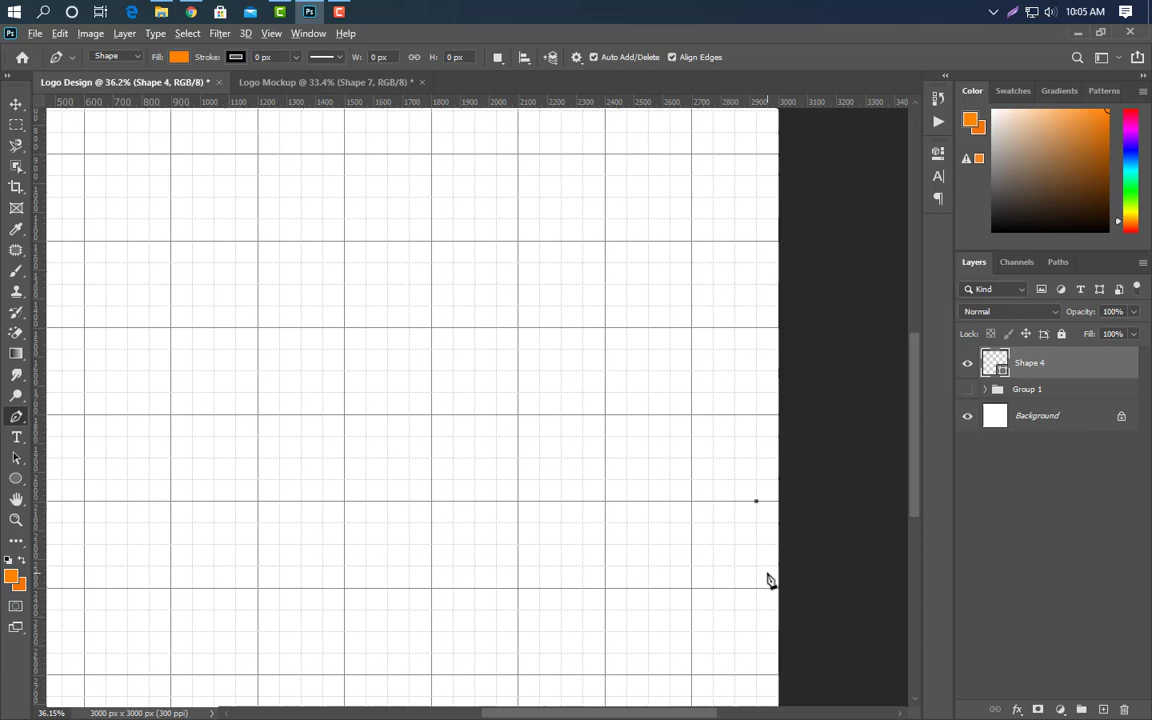 10:05 AM
Ps File Edit Image Layer Type Select Filter 3D View Window Help
Shape Fill: Stroke: 0 px W: 0 px H: 0 px Auto Add/Delete Align Edges
Logo Design @ 36.2% (Shape 4, RGB/8) * × Logo Mockup @ 33.4% (Shape 7, RGB/8) * ×
500 600 700 800 900 1000 1100 1200 1300 1400 1500 1600 1700 1800 1900 2000 2100 2200 2300 2400 2500 2600 2700 2800 2900 3000 3100 3200 3300 340
Color Swatches Gradients Patterns
Layers Channels Paths
Kind
Normal Opacity: 100%
Lock: Fill: 100%
Shape 4
Group 1
Background
36.15% 3000 px x 3000 px (300 ppi)